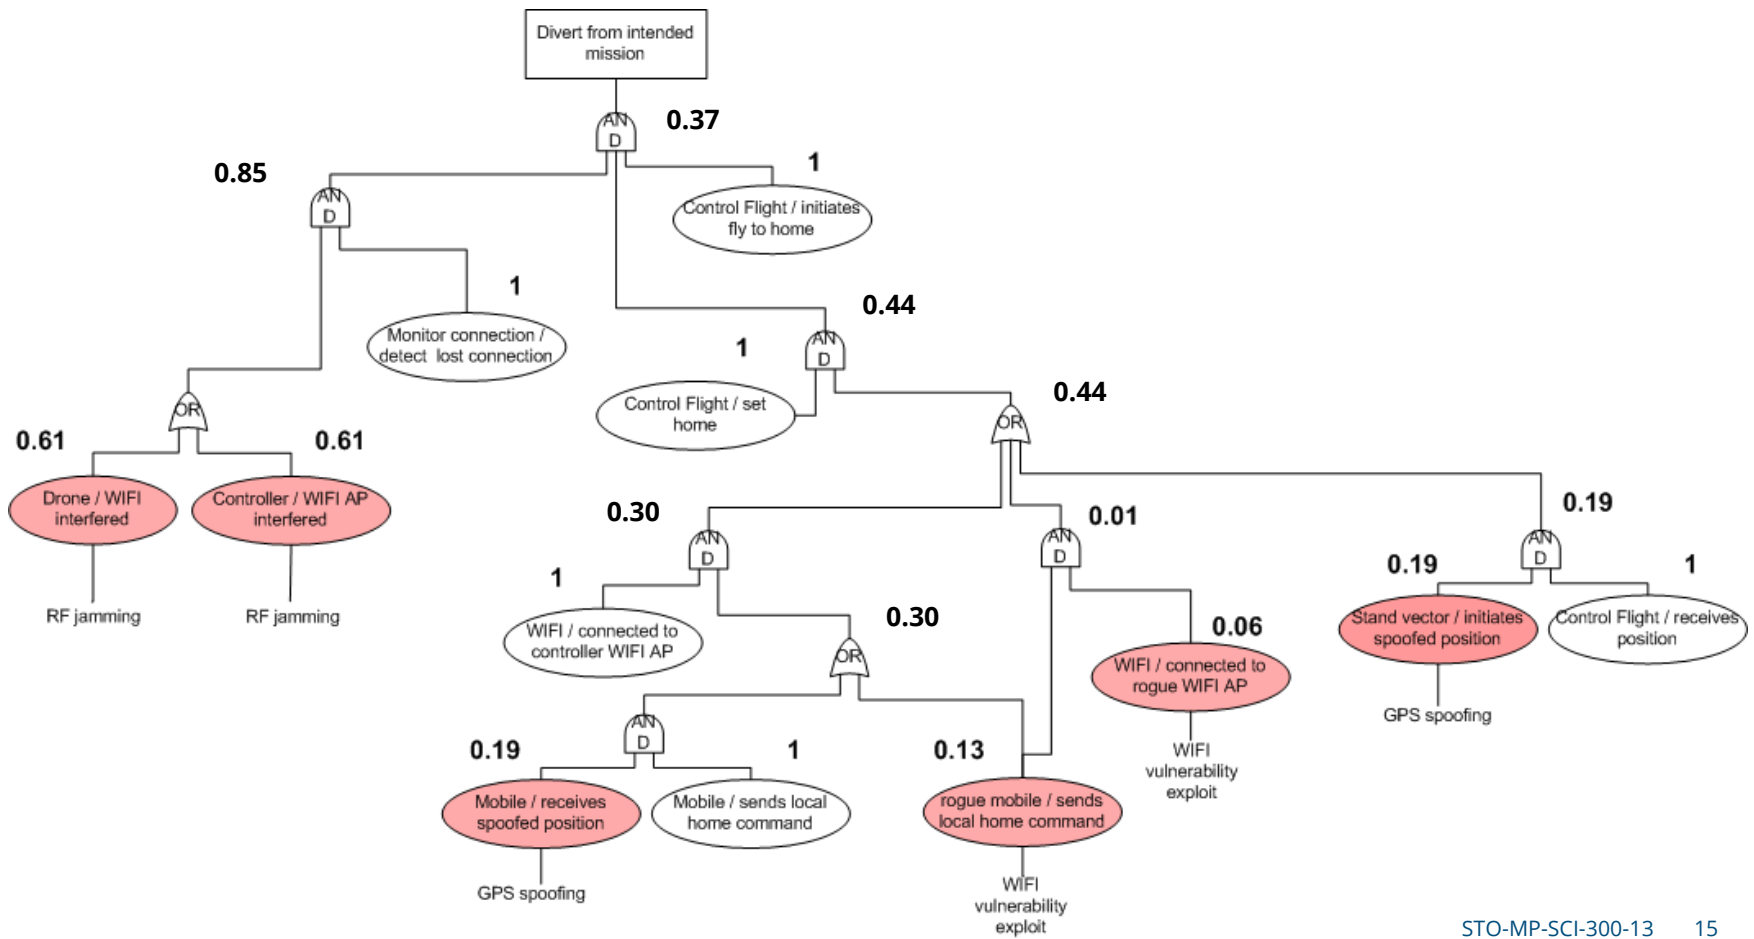 Divert from intended
mission
AN
D
0.37
0.85
1
AN
D
Control Flight / initiates
fly to home
1
0.44
Monitor connection /
detect lost connection
1
AN
D
0.44
Control Flight / set
home
OR
OR
0.61
0.61
Drone / WIFI
interfered
Controller / WIFI AP
interfered
RF jamming
RF jamming
0.30
0.01
0.19
AN
D
AN
D
AN
D
1
0.19
1
WIFI / connected to
controller WIFI AP
0.30
OR
0.06
WIFI / connected to
rogue WIFI AP
Stand vector / initiates
spoofed position
Control Flight / receives
position
GPS spoofing
AN
D
0.19
1
0.13
WIFI
vulnerability
exploit
Mobile / receives
spoofed position
Mobile / sends local
home command
rogue mobile / sends
local home command
GPS spoofing
WIFI
vulnerability
exploit
STO-MP-SCI-300-13 15